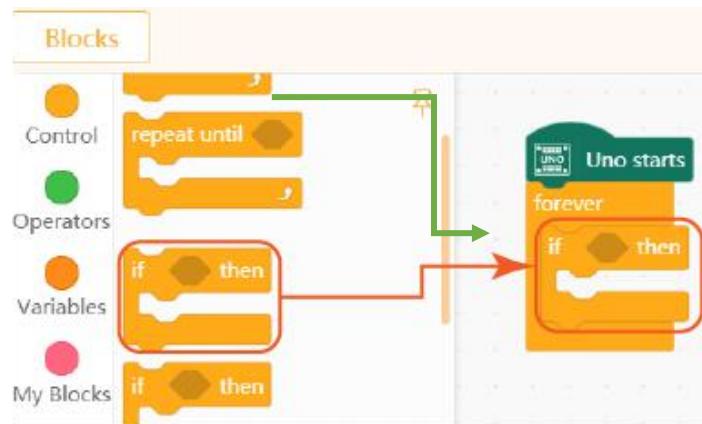 Blocks
Control
Operators
Variables
My Blocks
repeat until
if then
if then
UNO
Uno starts
forever
if then